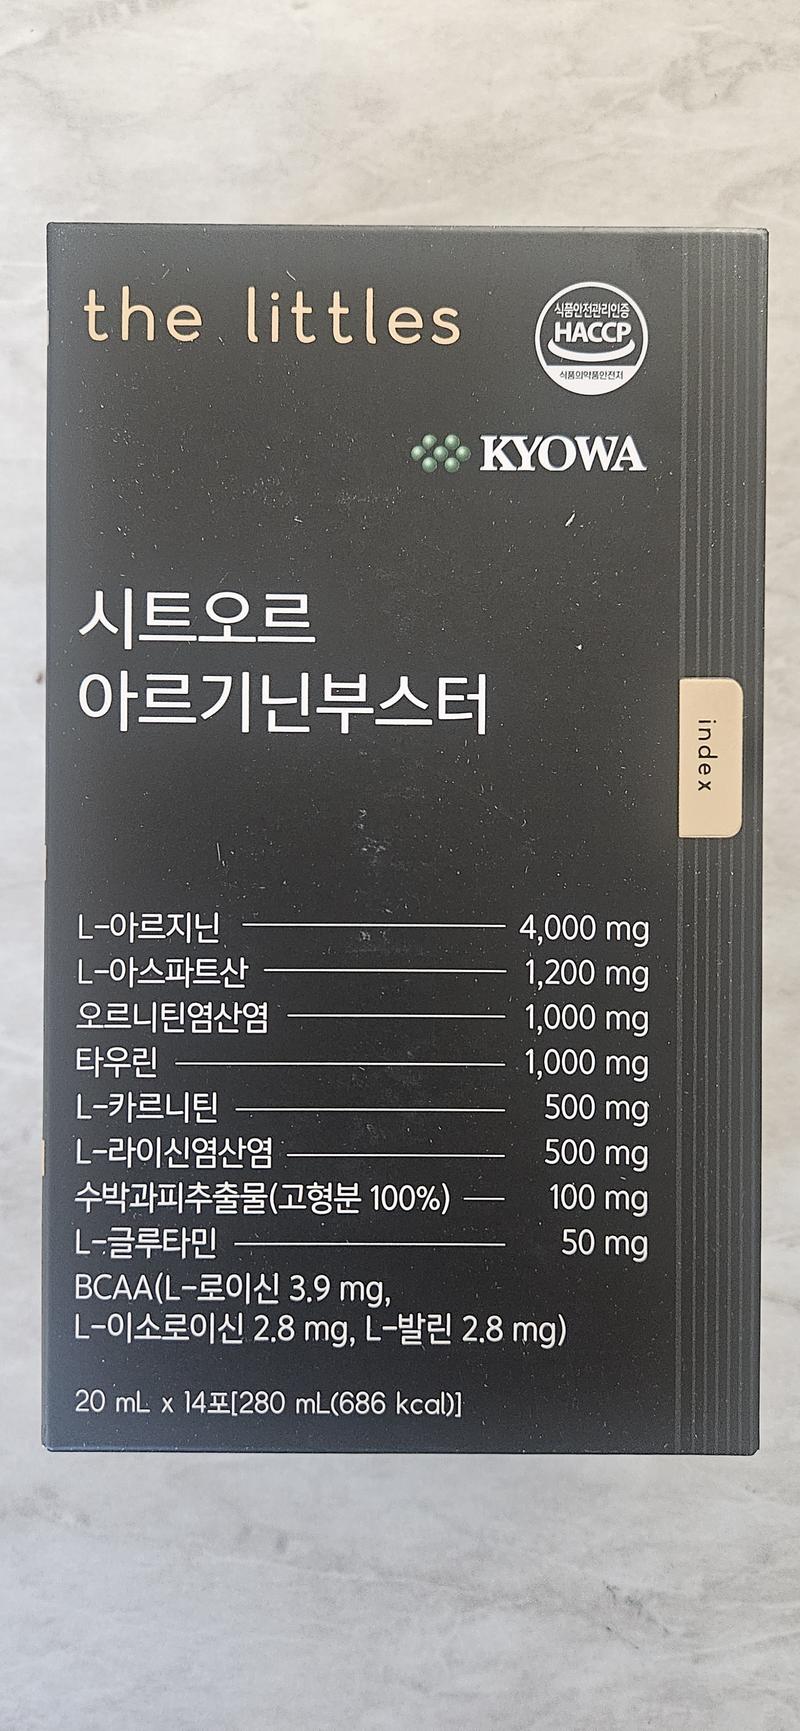 the littles
식품안전관리인증
HACCP
식품의약품안전처
KYOWA
시트오르
아르기닌부스터
index
L-아르지닌 4,000 mg
L-아스파트산 1,200 mg
오르니틴염산염 1,000 mg
타우린 1,000 mg
L-카르니틴 500 mg
L-라이신염산염 500 mg
수박과피추출물(고형분 100%) 100 mg
L-글루타민 50 mg
BCAA(L-로이신 3.9 mg,
L-이소로이신 2.8 mg, L-발린 2.8 mg)
20 mL x 14포[280 mL(686 kcal)]